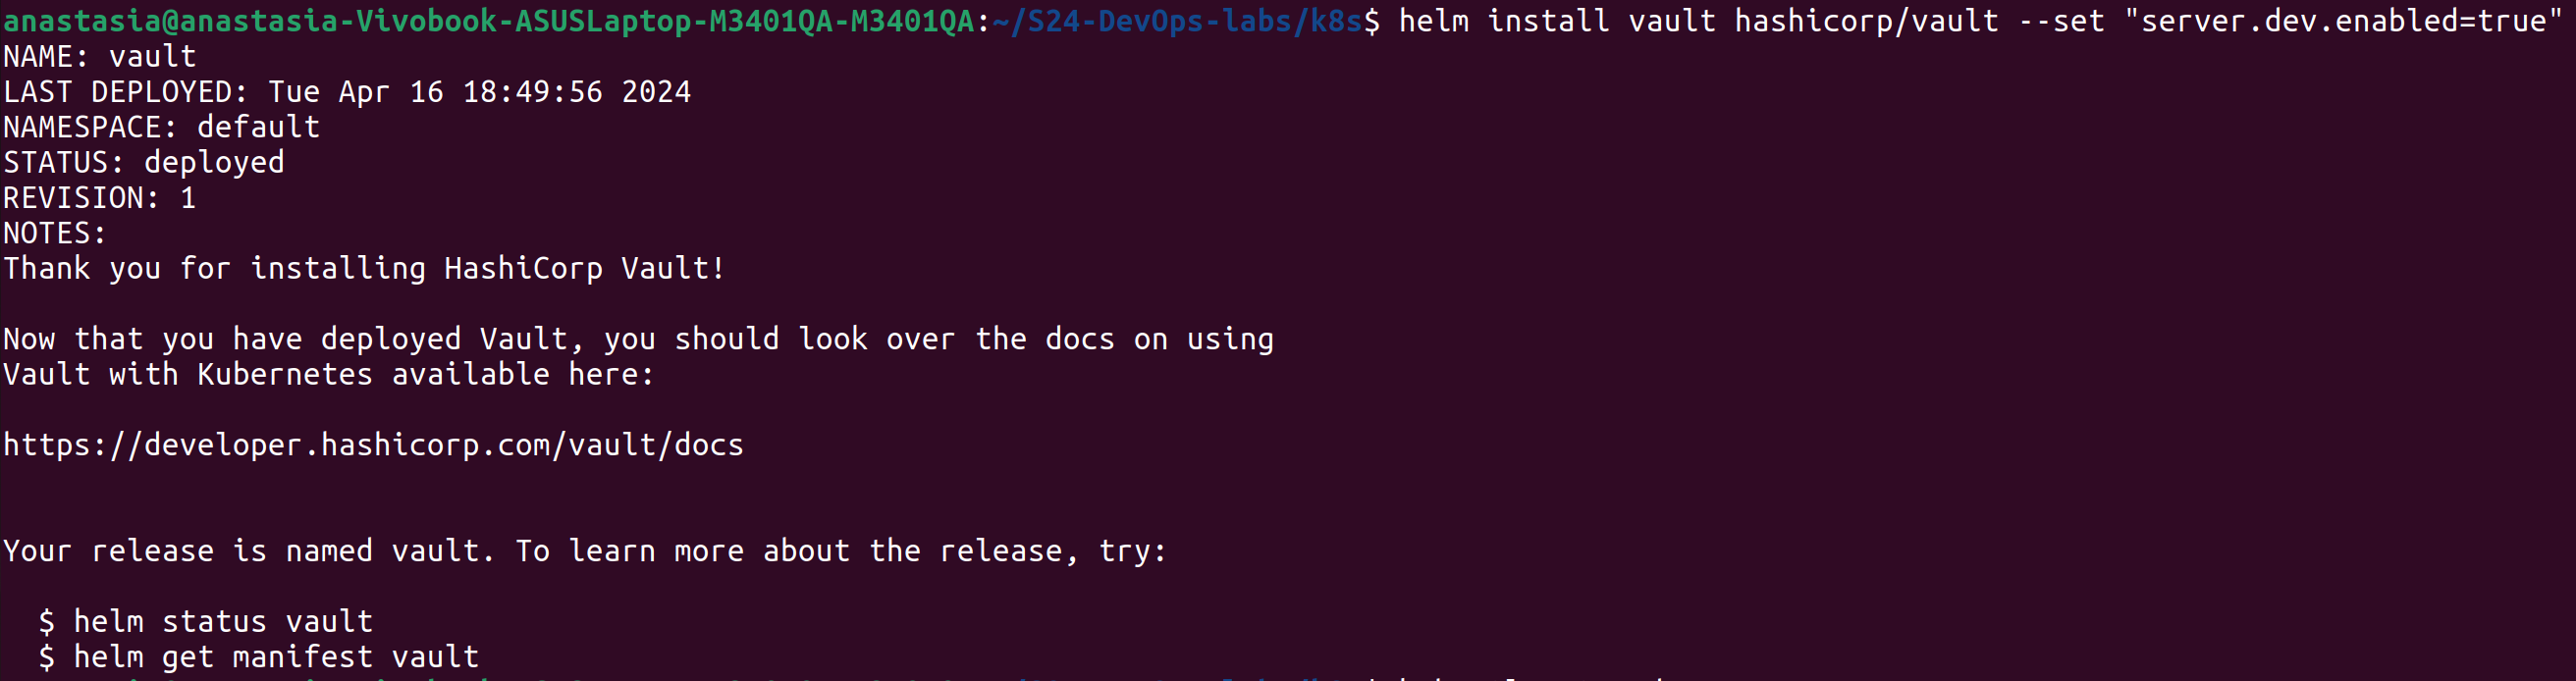 anastasia@anastasia-Vivobook-ASUSLaptop-M3401QA-M3401QA:~/S24-DevOps-labs/k8s$ helm install vault hashicorp/vault --set "server.dev.enabled=true"
NAME: vault
LAST DEPLOYED: Tue Apr 16 18:49:56 2024
NAMESPACE: default
STATUS: deployed
REVISION: 1
NOTES:
Thank you for installing HashiCorp Vault!
Now that you have deployed Vault, you should look over the docs on using
Vault with Kubernetes available here:
https://developer.hashicorp.com/vault/docs
Your release is named vault. To learn more about the release, try:
$ helm status vault
$ helm get manifest vault